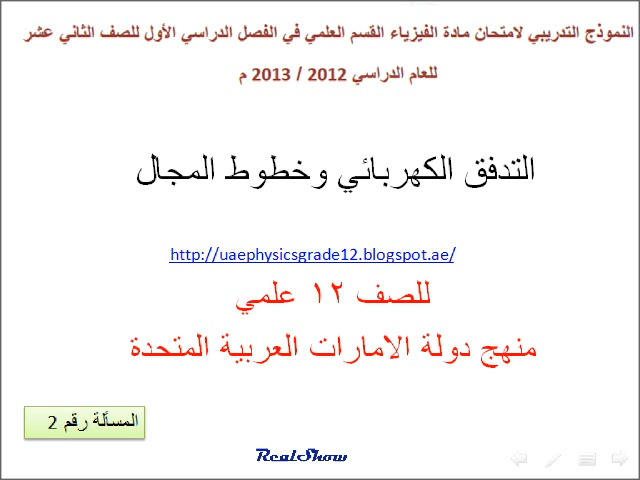 النموذج التدريبي لامتحان مادة الفيزياء القسم العلمي في الفصل الدراسي الأول للصف الثاني عشر
للعام الدراسي 2012 / 2013 م
التدفق الكهربائي وخطوط المجال
http://uaephysicsgrade12.blogspot.ae/
للصف ١٢ علمي
منهج دولة الامارات العربية المتحدة
المسألة رقم 2
RealShow